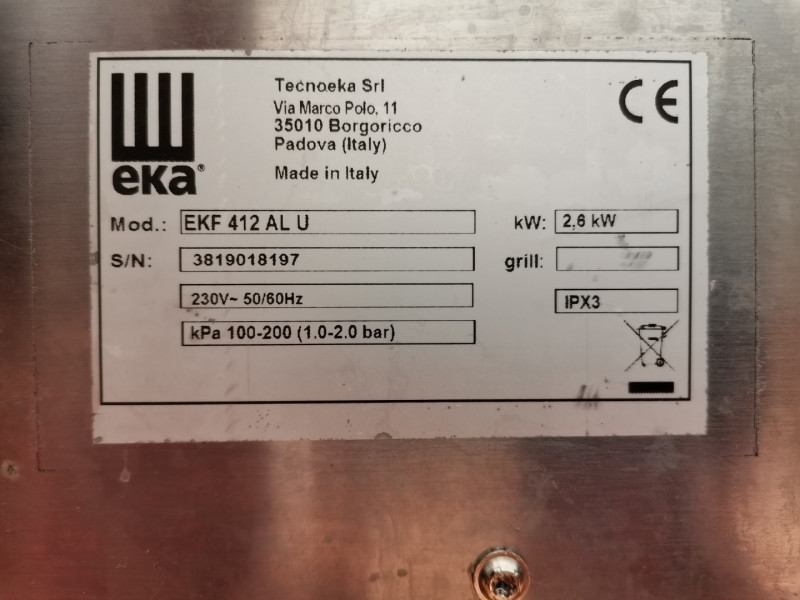 eka®
Tecnoeka Srl
Via Marco Polo, 11
35010 Borgoricco
Padova (Italy)
Made in Italy
CE
Mod.: EKF 412 AL U
kW: 2,6 kW
S/N: 3819018197
grill:
230V~ 50/60Hz
IPX3
kPa 100-200 (1.0-2.0 bar)